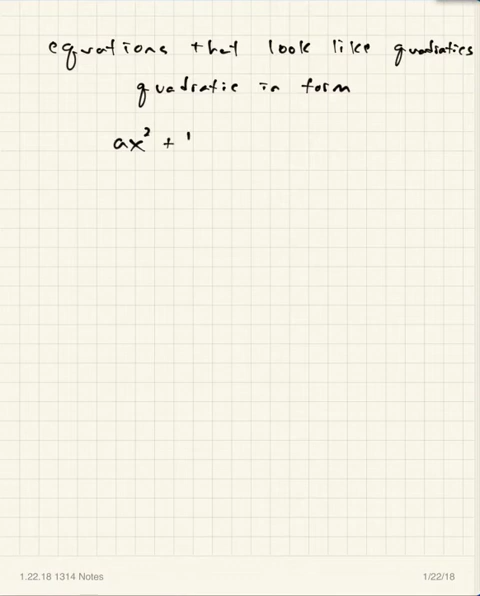 equations that look like quadratics
quadratic in form
ax² + 
1.22.18 1314 Notes
1/22/18